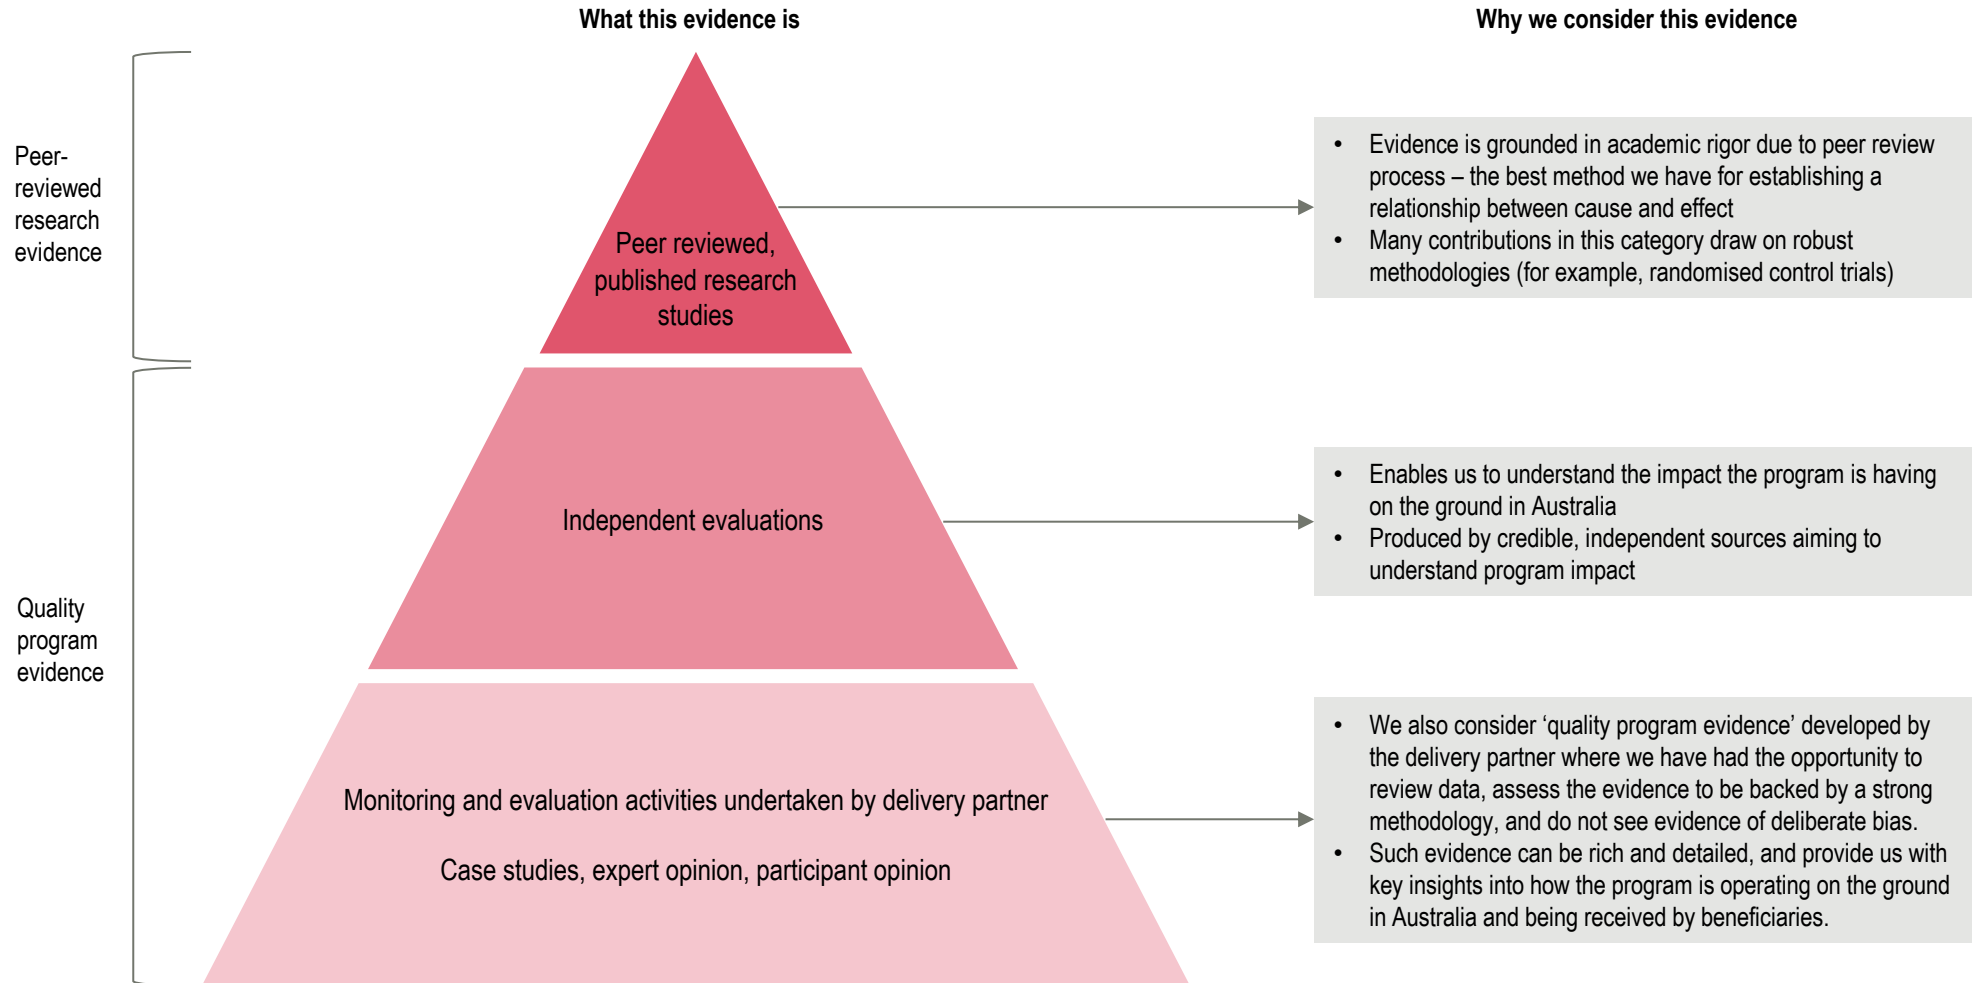 What this evidence is
Why we consider this evidence
Peer-
reviewed
research
evidence
Peer reviewed,
published research
studies
• Evidence is grounded in academic rigor due to peer review
process – the best method we have for establishing a
relationship between cause and effect
• Many contributions in this category draw on robust
methodologies (for example, randomised control trials)
Quality
program
evidence
Independent evaluations
• Enables us to understand the impact the program is having
on the ground in Australia
• Produced by credible, independent sources aiming to
understand program impact
Monitoring and evaluation activities undertaken by delivery partner
Case studies, expert opinion, participant opinion
• We also consider ‘quality program evidence’ developed by
the delivery partner where we have had the opportunity to
review data, assess the evidence to be backed by a strong
methodology, and do not see evidence of deliberate bias.
• Such evidence can be rich and detailed, and provide us with
key insights into how the program is operating on the ground
in Australia and being received by beneficiaries.